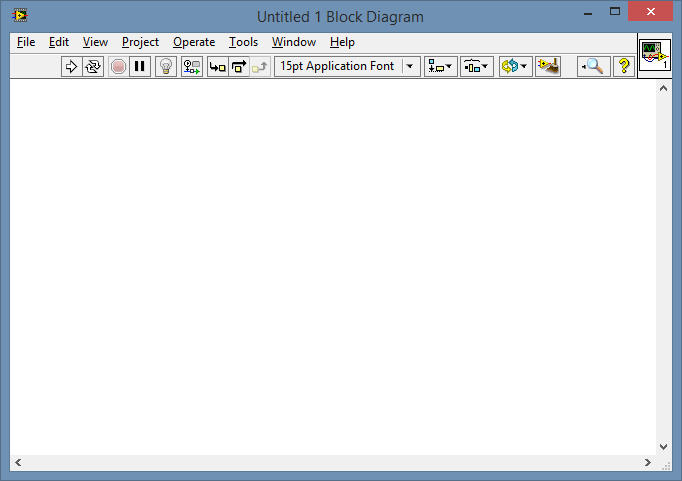 Untitled 1 Block Diagram
File Edit View Project Operate Tools Window Help
15pt Application Font
? 1